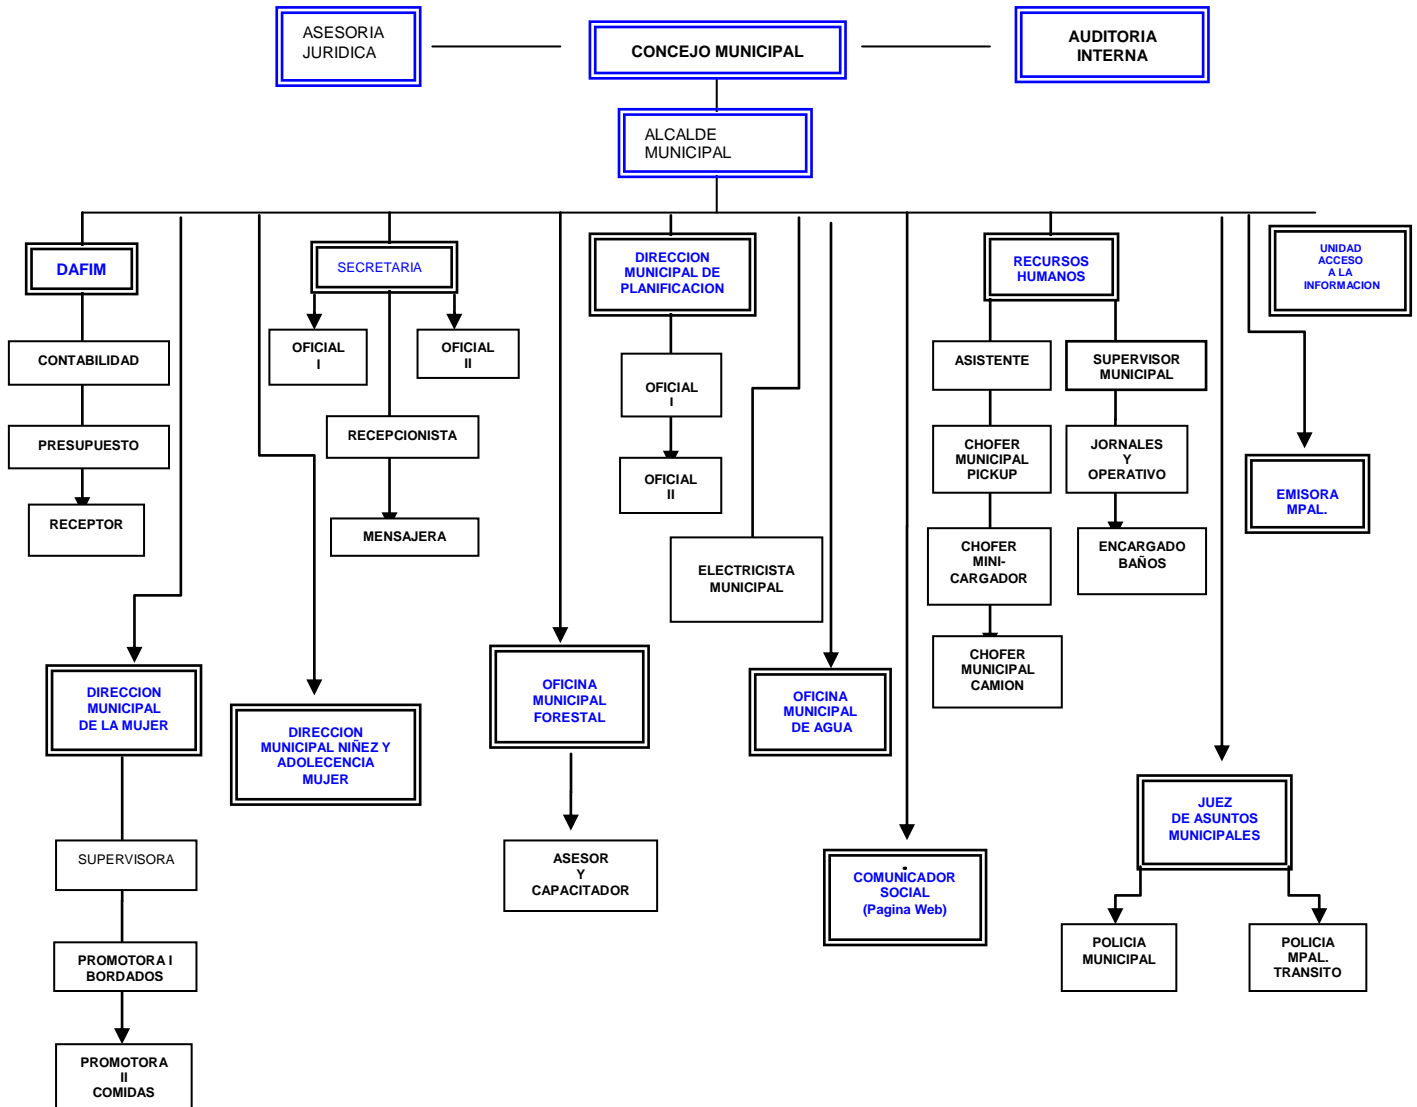 ASESORIA
JURIDICA
CONCEJO MUNICIPAL
AUDITORIA
INTERNA
ALCALDE
MUNICIPAL
DAFIM
SECRETARIA
DIRECCION
MUNICIPAL DE
PLANIFICACION
RECURSOS
HUMANOS
UNIDAD
ACCESO
A LA
INFORMACION
CONTABILIDAD
PRESUPUESTO
RECEPTOR
OFICIAL
I
OFICIAL
II
RECEPCIONISTA
MENSAJERA
OFICIAL
I
OFICIAL
II
ELECTRICISTA
MUNICIPAL
ASISTENTE
CHOFER
MUNICIPAL
PICKUP
CHOFER
MINI-
CARGADOR
CHOFER
MUNICIPAL
CAMION
SUPERVISOR
MUNICIPAL
JORNALES
Y
OPERATIVO
ENCARGADO
BAÑOS
EMISORA
MPAL.
DIRECCION
MUNICIPAL
DE LA MUJER
DIRECCION
MUNICIPAL NIÑEZ Y
ADOLECENCIA
MUJER
OFICINA
MUNICIPAL
FORESTAL
OFICINA
MUNICIPAL
DE AGUA
JUEZ
DE ASUNTOS
MUNICIPALES
SUPERVISORA
PROMOTORA I
BORDADOS
PROMOTORA
II
COMIDAS
ASESOR
Y
CAPACITADOR
COMUNICADOR
SOCIAL
(Pagina Web)
POLICIA
MUNICIPAL
POLICIA
MPAL.
TRANSITO